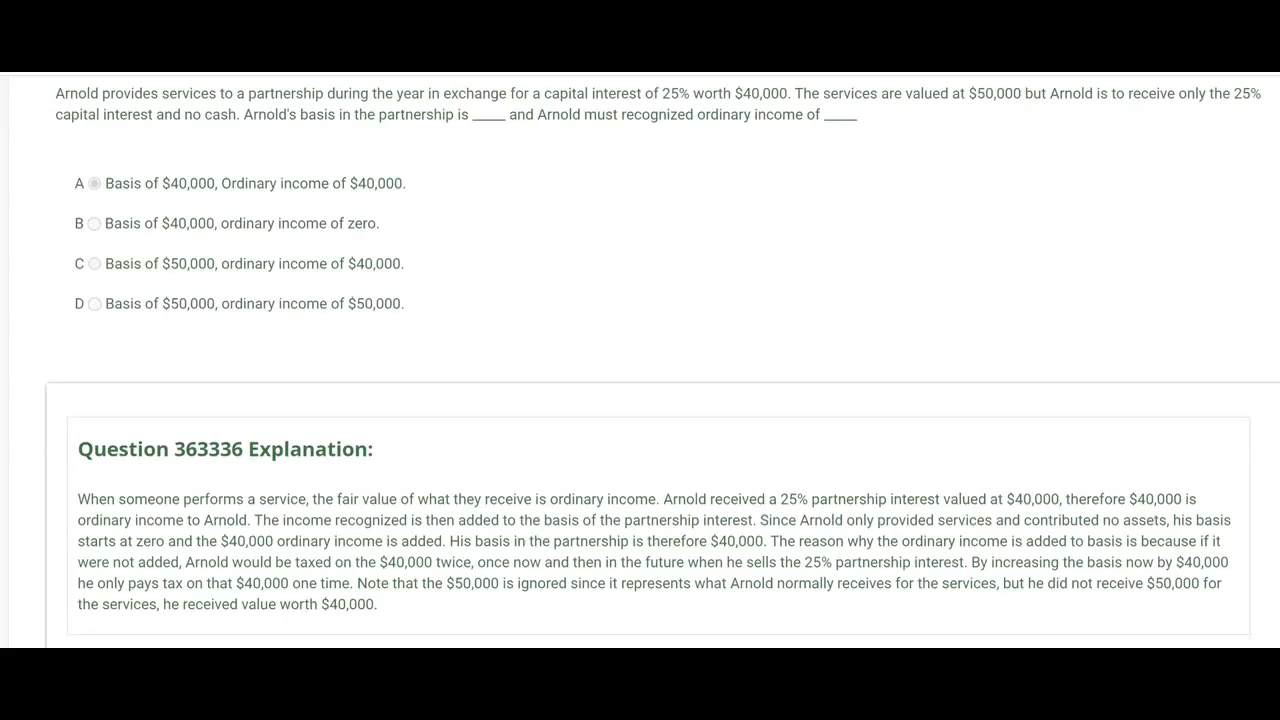 Arnold provides services to a partnership during the year in exchange for a capital interest of 25% worth $40,000. The services are valued at $50,000 but Arnold is to receive only the 25%
capital interest and no cash. Arnold's basis in the partnership is ____ and Arnold must recognized ordinary income of ____
A Basis of $40,000, Ordinary income of $40,000.
B Basis of $40,000, ordinary income of zero.
C Basis of $50,000, ordinary income of $40,000.
D Basis of $50,000, ordinary income of $50,000.
Question 363336 Explanation:
When someone performs a service, the fair value of what they receive is ordinary income. Arnold received a 25% partnership interest valued at $40,000, therefore $40,000 is
ordinary income to Arnold. The income recognized is then added to the basis of the partnership interest. Since Arnold only provided services and contributed no assets, his basis
starts at zero and the $40,000 ordinary income is added. His basis in the partnership is therefore $40,000. The reason why the ordinary income is added to basis is because if it
were not added, Arnold would be taxed on the $40,000 twice, once now and then in the future when he sells the 25% partnership interest. By increasing the basis now by $40,000
he only pays tax on that $40,000 one time. Note that the $50,000 is ignored since it represents what Arnold normally receives for the services, but he did not receive $50,000 for
the services, he received value worth $40,000.